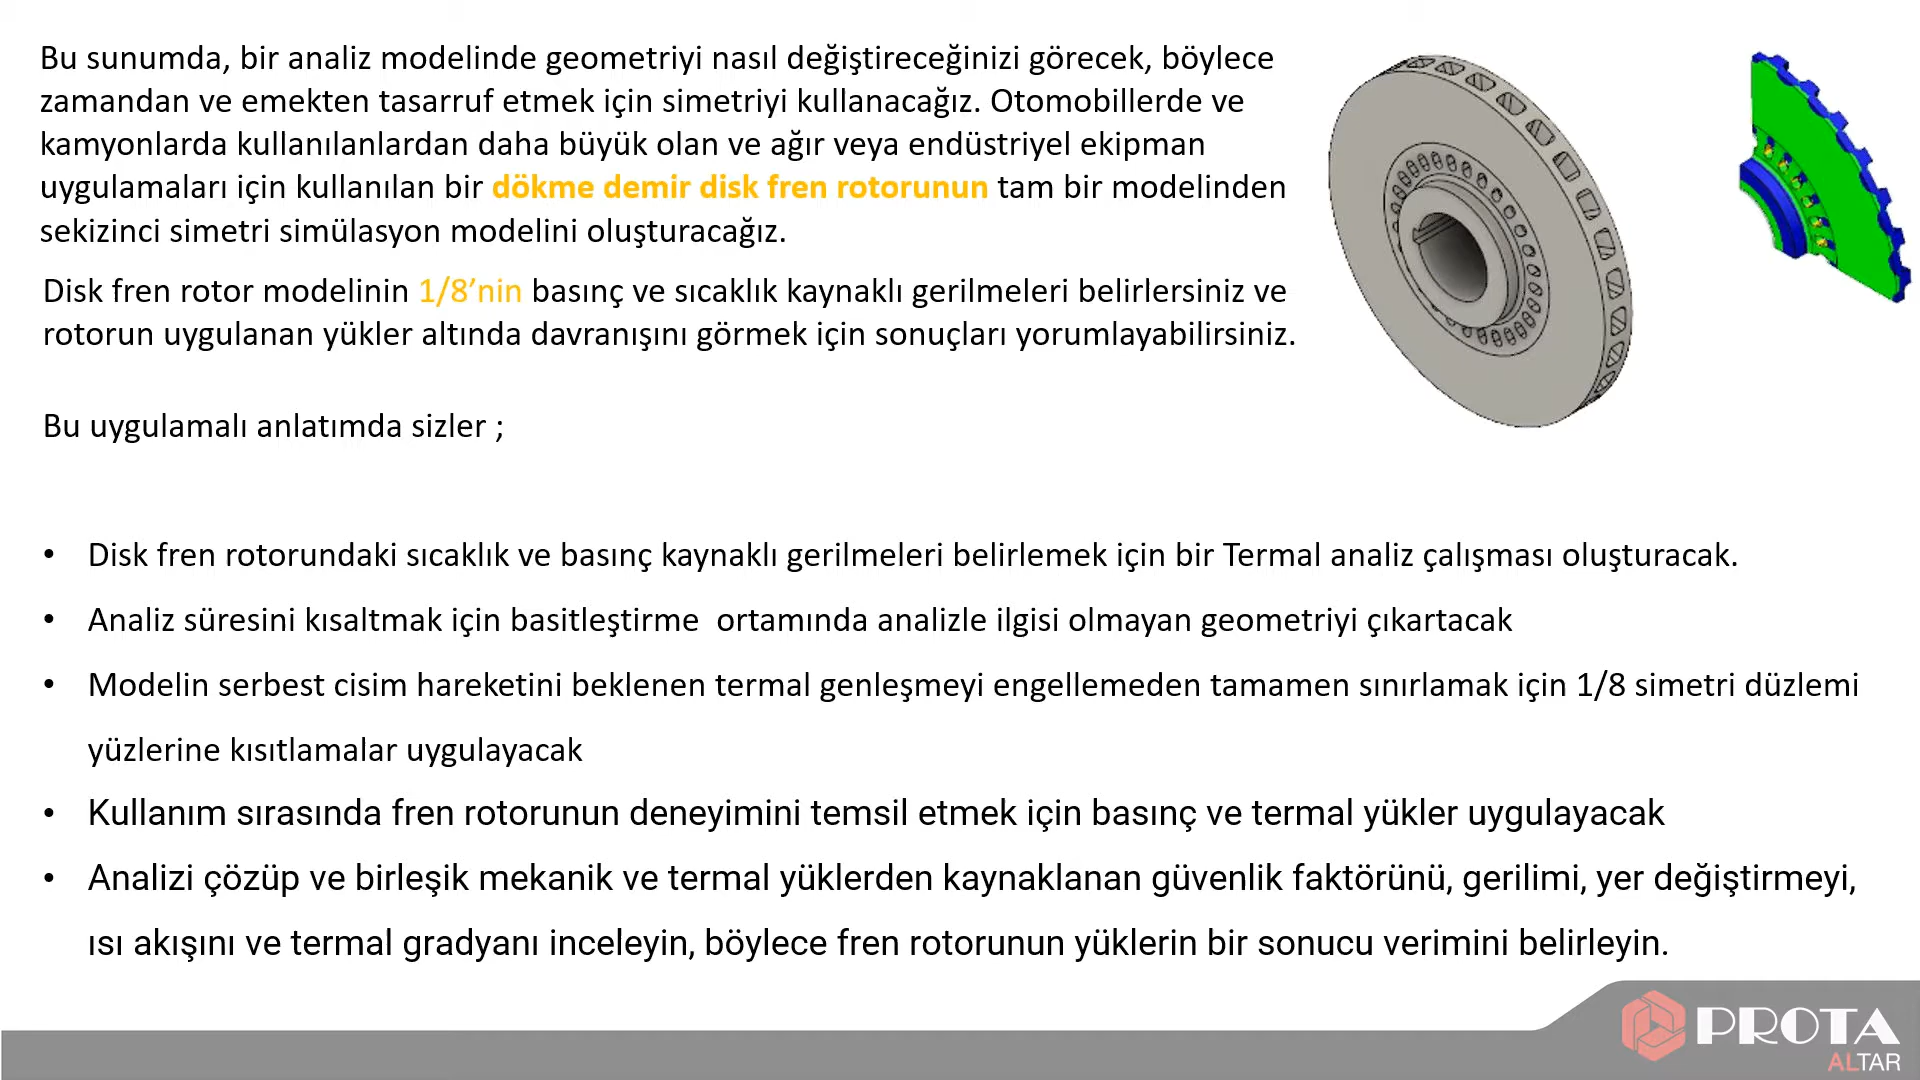 Bu sunumda, bir analiz modelinde geometriyi nasıl değiştireceğinizi görecek, böylece
zamandan ve emekten tasarruf etmek için simetriyi kullanacağız. Otomobillerde ve
kamyonlarda kullanılanlardan daha büyük olan ve ağır veya endüstriyel ekipman
uygulamaları için kullanılan bir dökme demir disk fren rotorunun tam bir modelinden
sekizinci simetri simülasyon modelini oluşturacağız.
Disk fren rotor modelinin 1/8’nin basınç ve sıcaklık kaynaklı gerilmeleri belirlersiniz ve
rotorun uygulanan yükler altında davranışını görmek için sonuçları yorumlayabilirsiniz.
Bu uygulamalı anlatımda sizler ;
• Disk fren rotorundaki sıcaklık ve basınç kaynaklı gerilmeleri belirlemek için bir Termal analiz çalışması oluşturacak.
• Analiz süresini kısaltmak için basitleştirme ortamında analizle ilgisi olmayan geometriyi çıkartacak
• Modelin serbest cisim hareketini beklenen termal genleşmeyi engellemeden tamamen sınırlamak için 1/8 simetri düzlemi
yüzlerine kısıtlamalar uygulayacak
• Kullanım sırasında fren rotorunun deneyimini temsil etmek için basınç ve termal yükler uygulayacak
• Analizi çözüp ve birleşik mekanik ve termal yüklerden kaynaklanan güvenlik faktörünü, gerilimi, yer değiştirmeyi,
ısı akışını ve termal gradyanı inceleyin, böylece fren rotorunun yüklerin bir sonucu verimini belirleyin.
PROTA
ALTAR